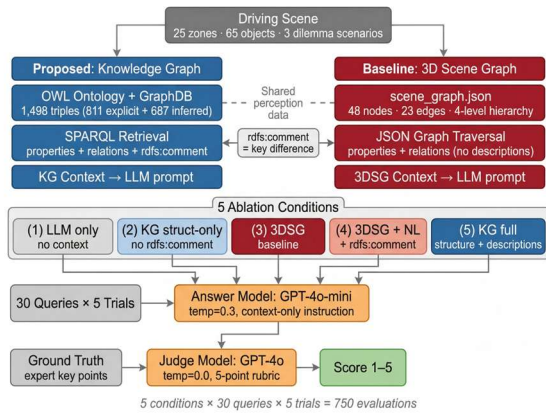 Driving Scene
25 zones · 65 objects · 3 dilemma scenarios
Proposed: Knowledge Graph
Baseline: 3D Scene Graph
OWL Ontology + GraphDB
1,498 triples (811 explicit + 687 inferred)
Shared
perception
data
scene_graph.json
48 nodes · 23 edges · 4-level hierarchy
SPARQL Retrieval
properties + relations + rdfs:comment
rdfs:comment
= key difference
JSON Graph Traversal
properties + relations (no descriptions)
KG Context → LLM prompt
3DSG Context → LLM prompt
5 Ablation Conditions
(1) LLM only
no context
(2) KG struct-only
no rdfs:comment
(3) 3DSG
baseline
(4) 3DSG + NL
+ rdfs:comment
(5) KG full
structure + descriptions
30 Queries × 5 Trials
Answer Model: GPT-4o-mini
temp=0.3, context-only instruction
Ground Truth
expert key points
Judge Model: GPT-4o
temp=0.0, 5-point rubric
Score 1–5
5 conditions × 30 queries × 5 trials = 750 evaluations